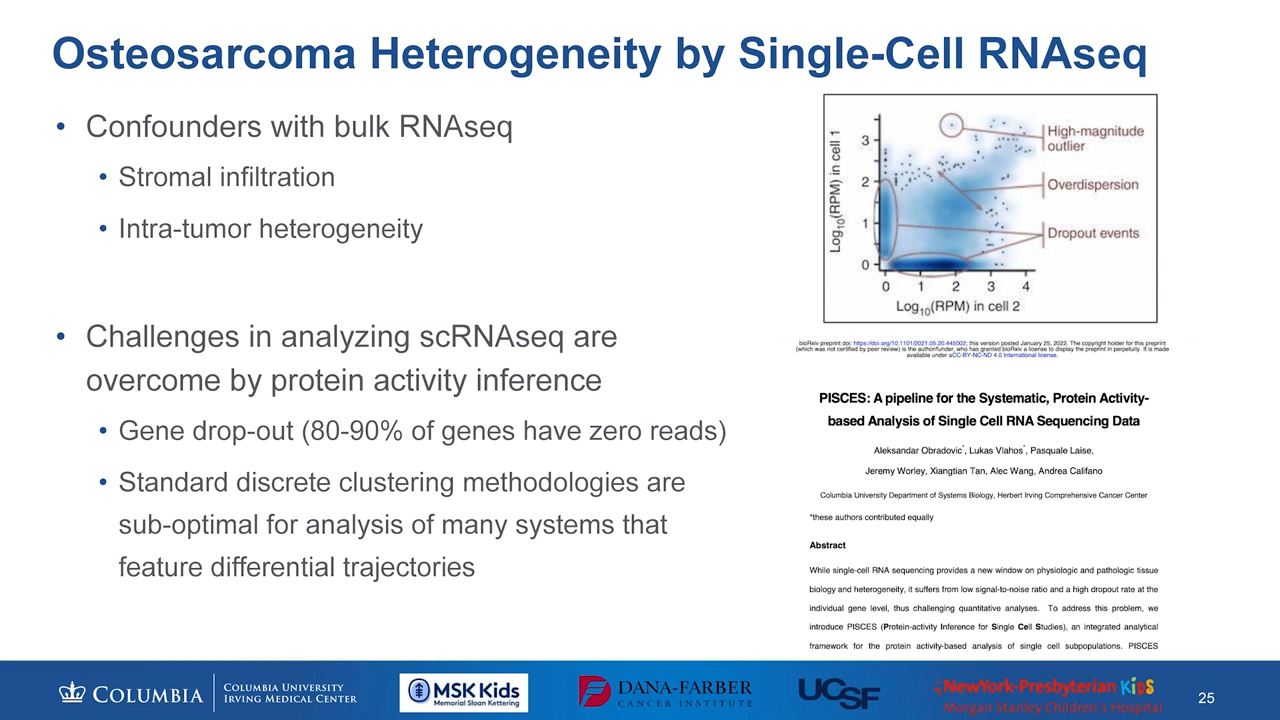 Osteosarcoma Heterogeneity by Single-Cell RNAseq
• Confounders with bulk RNAseq
• Stromal infiltration
• Intra-tumor heterogeneity
• Challenges in analyzing scRNAseq are
overcome by protein activity inference
• Gene drop-out (80-90% of genes have zero reads)
• Standard discrete clustering methodologies are
sub-optimal for analysis of many systems that
feature differential trajectories
Log10(RPM) in cell 1
3
2
1
0
0 1 2 3 4
Log10(RPM) in cell 2
High-magnitude
outlier
Overdispersion
Dropout events
bioRxiv preprint doi: https://doi.org/10.1101/2021.05.20.445002; this version posted January 25, 2022. The copyright holder for this preprint
(which was not certified by peer review) is the author/funder, who has granted bioRxiv a license to display the preprint in perpetuity. It is made
available under aCC-BY-NC-ND 4.0 International license.
PISCES: A pipeline for the Systematic, Protein Activity-
based Analysis of Single Cell RNA Sequencing Data
Aleksandar Obradovic*, Lukas Vlahos*, Pasquale Laise,
Jeremy Worley, Xiangtian Tan, Alec Wang, Andrea Califano
Columbia University Department of Systems Biology, Herbert Irving Comprehensive Cancer Center
*these authors contributed equally
Abstract
While single-cell RNA sequencing provides a new window on physiologic and pathologic tissue
biology and heterogeneity, it suffers from low signal-to-noise ratio and a high dropout rate at the
individual gene level, thus challenging quantitative analyses. To address this problem, we
introduce PISCES (Protein-activity Inference for Single Cell Studies), an integrated analytical
framework for the protein activity-based analysis of single cell subpopulations. PISCES
COLUMBIA
COLUMBIA UNIVERSITY
IRVING MEDICAL CENTER
MSK Kids
Memorial Sloan Kettering
DANA-FARBER
CANCER INSTITUTE
UCSF
NewYork-Presbyterian Kids
Morgan Stanley Children's Hospital
25